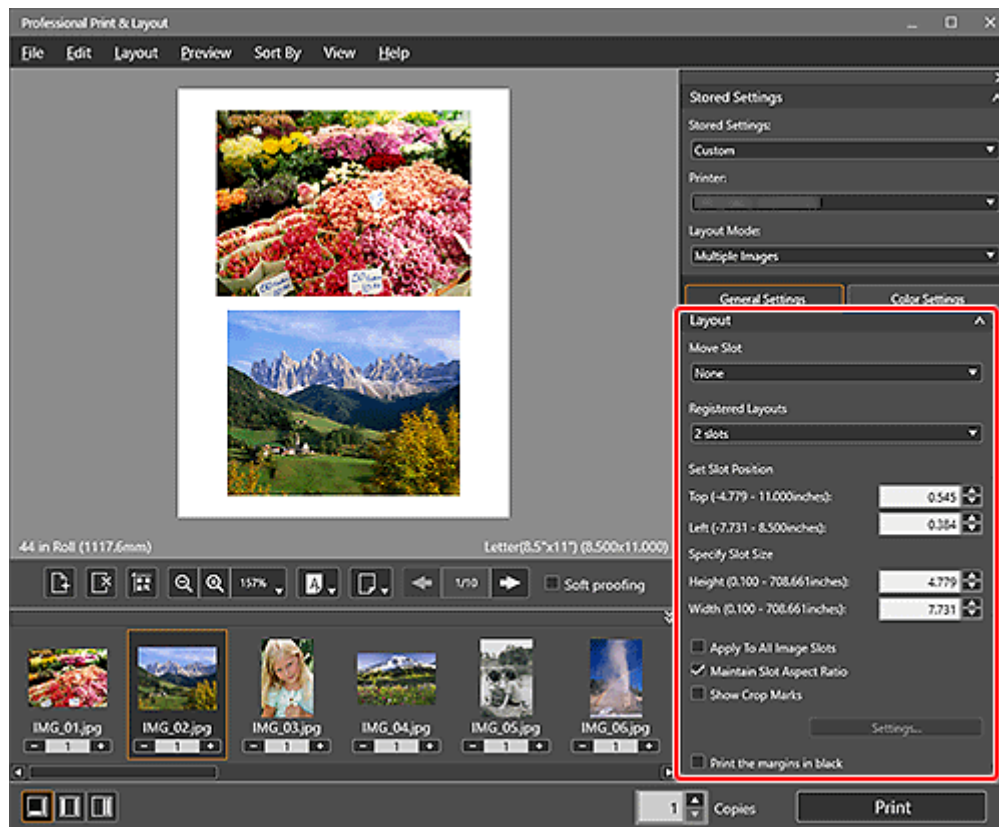 Professional Print & Layout
File Edit Layout Preview Sort By View Help
Stored Settings
Stored Settings:
Custom
Printer:
Layout Mode:
Multiple Images
General Settings Color Settings
Layout
Move Slot
None
Registered Layouts
2 slots
Set Slot Position
Top (-4.779 - 11.000inches): 0.545
Left (-7.731 - 8.500inches): 0.384
Specify Slot Size
Height (0.100 - 708.661inches): 4.779
Width (0.100 - 708.661inches): 7.731
Apply To All Image Slots
Maintain Slot Aspect Ratio
Show Crop Marks
Settings...
Print the margins in black
44 in Roll (1117.6mm) Letter(8.5"x11") (8.500x11.000)
157% A 1/10 Soft proofing
IMG_01.jpg IMG_02.jpg IMG_03.jpg IMG_04.jpg IMG_05.jpg IMG_06.jpg
- 1 + - 1 + - 1 + - 1 + - 1 + - 1 +
1 Copies Print